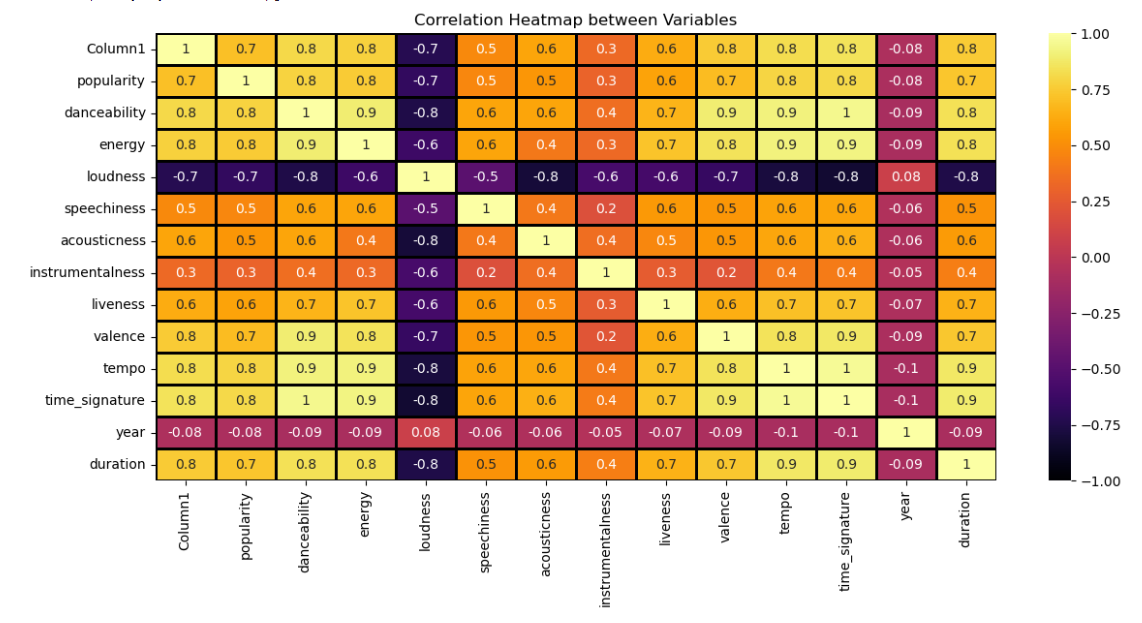 Correlation Heatmap between Variables
Column1 1 0.7 0.8 0.8 -0.7 0.5 0.6 0.3 0.6 0.8 0.8 0.8 -0.08 0.8
popularity 0.7 1 0.8 0.8 -0.7 0.5 0.5 0.3 0.6 0.7 0.8 0.8 -0.08 0.7
danceability 0.8 0.8 1 0.9 -0.8 0.6 0.6 0.4 0.7 0.9 0.9 1 -0.09 0.8
energy 0.8 0.8 0.9 1 -0.6 0.6 0.4 0.3 0.7 0.8 0.9 0.9 -0.09 0.8
loudness -0.7 -0.7 -0.8 -0.6 1 -0.5 -0.8 -0.6 -0.6 -0.7 -0.8 -0.8 0.08 -0.8
speechiness 0.5 0.5 0.6 0.6 -0.5 1 0.4 0.2 0.6 0.5 0.6 0.6 -0.06 0.5
acousticness 0.6 0.5 0.6 0.4 -0.8 0.4 1 0.4 0.5 0.5 0.6 0.6 -0.06 0.6
instrumentalness 0.3 0.3 0.4 0.3 -0.6 0.2 0.4 1 0.3 0.2 0.4 0.4 -0.05 0.4
liveness 0.6 0.6 0.7 0.7 -0.6 0.6 0.5 0.3 1 0.6 0.7 0.7 -0.07 0.7
valence 0.8 0.7 0.9 0.8 -0.7 0.5 0.5 0.2 0.6 1 0.8 0.9 -0.09 0.7
tempo 0.8 0.8 0.9 0.9 -0.8 0.6 0.6 0.4 0.7 0.8 1 1 -0.1 0.9
time_signature 0.8 0.8 1 0.9 -0.8 0.6 0.6 0.4 0.7 0.9 1 1 -0.1 0.9
year -0.08 -0.08 -0.09 -0.09 0.08 -0.06 -0.06 -0.05 -0.07 -0.09 -0.1 -0.1 1 -0.09
duration 0.8 0.7 0.8 0.8 -0.8 0.5 0.6 0.4 0.7 0.7 0.9 0.9 -0.09 1
Column1 popularity danceability energy loudness speechiness acousticness instrumentalness liveness valence tempo time_signature year duration
1.00
0.75
0.50
0.25
0.00
−0.25
−0.50
−0.75
−1.00